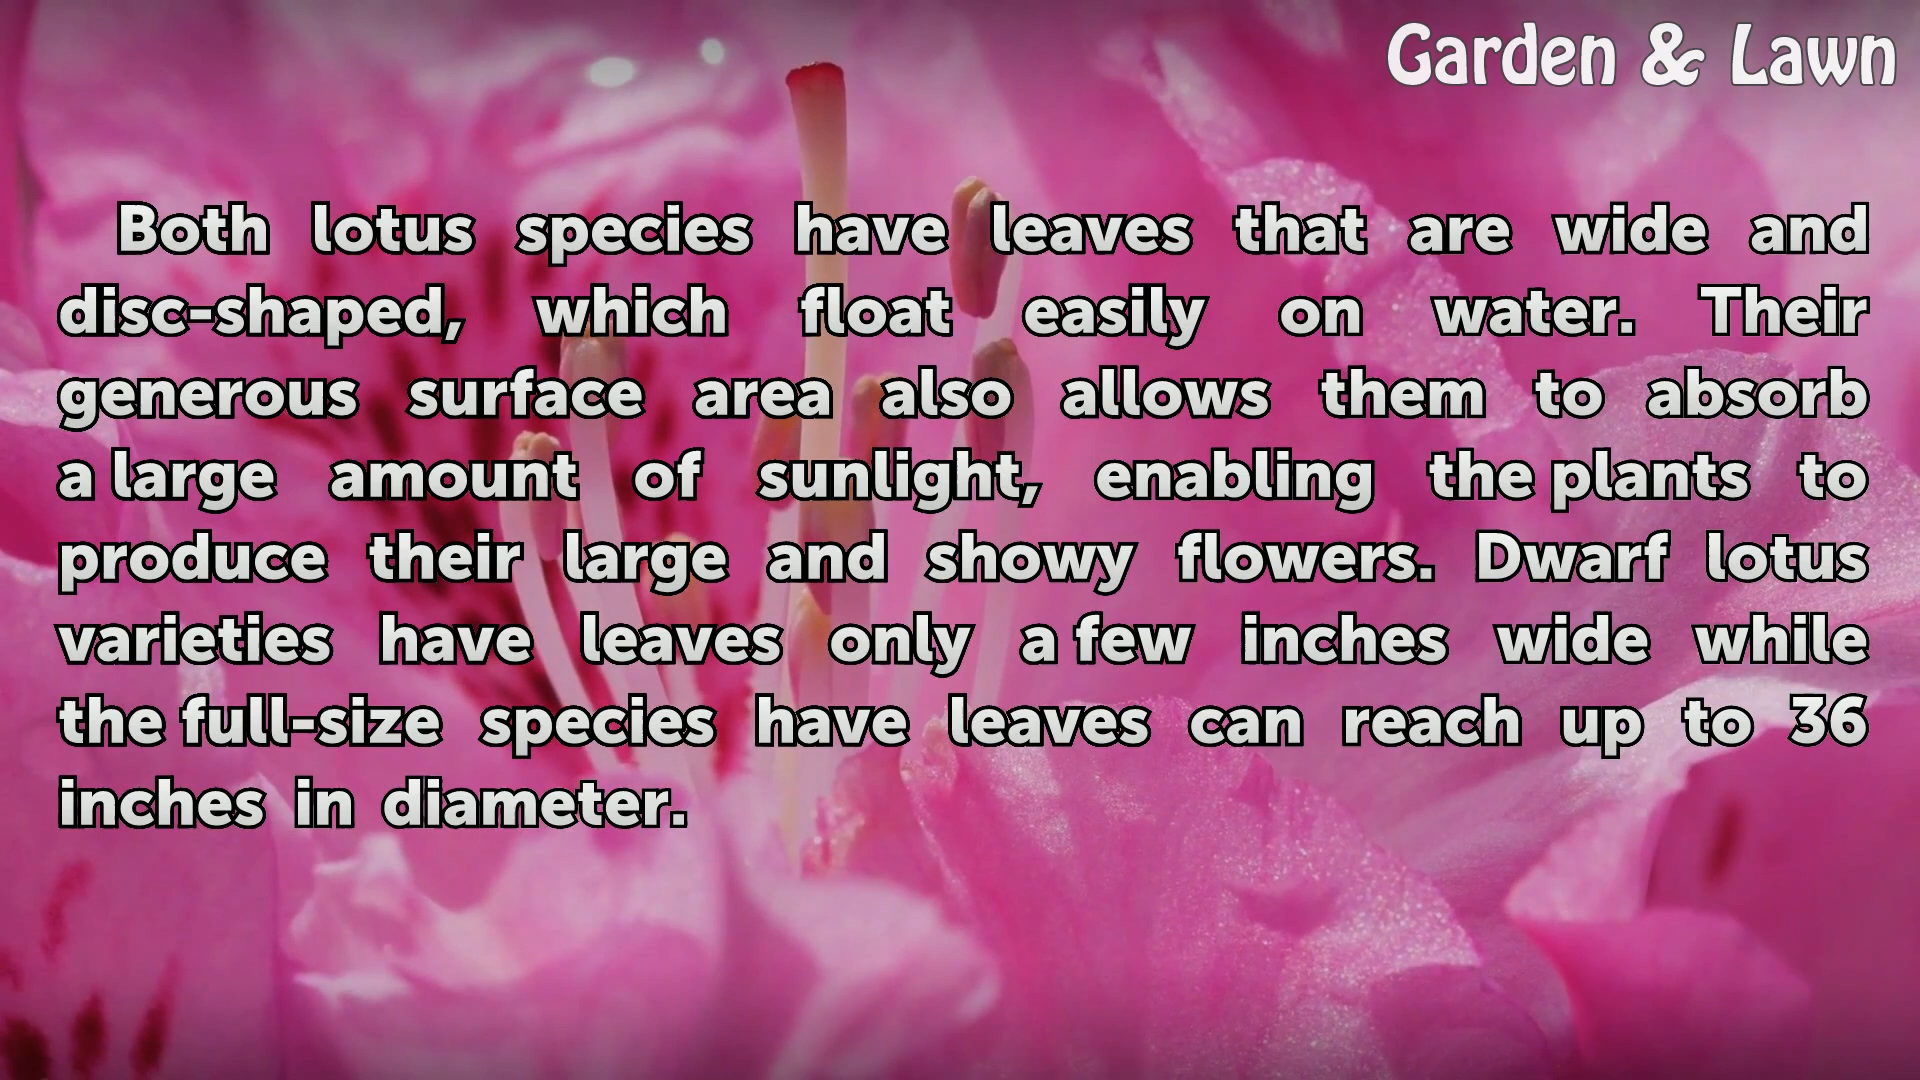 Garden & Lawn
Both lotus species have leaves that are wide and
disc-shaped, which float easily on water. Their
generous surface area also allows them to absorb
a large amount of sunlight, enabling the plants to
produce their large and showy flowers. Dwarf lotus
varieties have leaves only a few inches wide while
the full-size species have leaves can reach up to 36
inches in diameter.